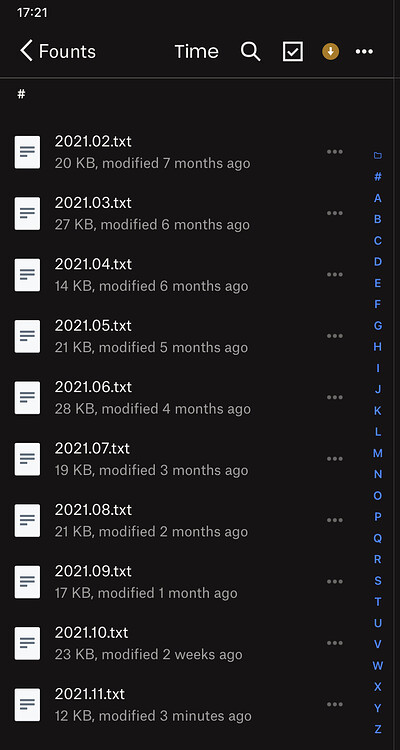 17:21
Founts Time
#
2021.02.txt
20 KB, modified 7 months ago
2021.03.txt
27 KB, modified 6 months ago
2021.04.txt
14 KB, modified 6 months ago
2021.05.txt
21 KB, modified 5 months ago
2021.06.txt
28 KB, modified 4 months ago
2021.07.txt
19 KB, modified 3 months ago
2021.08.txt
21 KB, modified 2 months ago
2021.09.txt
17 KB, modified 1 month ago
2021.10.txt
23 KB, modified 2 weeks ago
2021.11.txt
12 KB, modified 3 minutes ago
#
A
B
C
D
E
F
G
H
I
J
K
L
M
N
O
P
Q
R
S
T
U
V
W
X
Y
Z